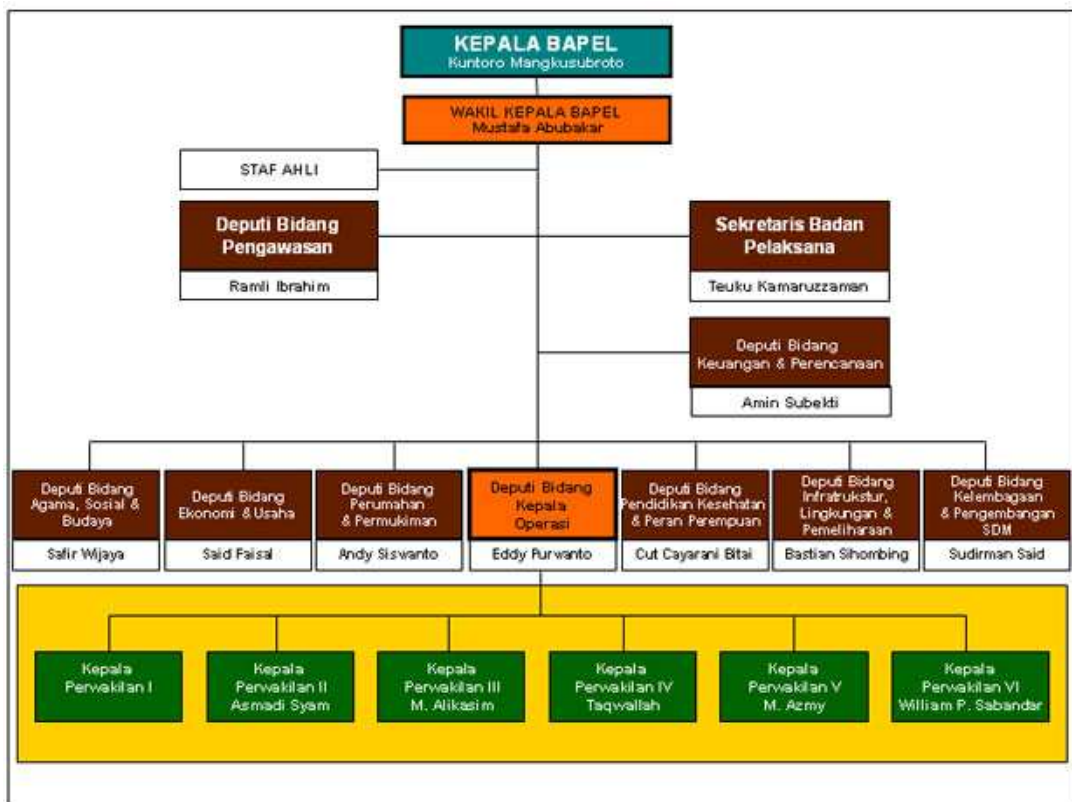 KEPALA BAPEL
Kuntoro Mangkusubroto
WAKIL KEPALA BAPEL
Mustafa Abubakar
STAF AHLI
Deputi Bidang
Pengawasan
Ramli Ibrahim
Sekretaris Badan
Pelaksana
Teuku Kamaruzzaman
Deputi Bidang
Keuangan & Perencanaan
Amin Subekti
Deputi Bidang
Agama, Sosial &
Budaya
Safir Wijaya
Deputi Bidang
Ekonomi & Usaha
Said Faisal
Deputi Bidang
Perumahan
& Permukiman
Andy Siswanto
Deputi Bidang
Kepala
Operasi
Eddy Purwanto
Deputi Bidang
Pendidikan Kesehatan
& Peran Perempuan
Cut Cayarani Bitai
Deputi Bidang
Infratrukstur,
Lingkungan &
Pemeliharaan
Bastian Sihombing
Deputi Bidang
Kelembagaan
& Pengembangan
SDM
Sudirman Said
Kepala
Perwakilan I
Kepala
Perwakilan II
Asmadi Syam
Kepala
Perwakilan III
M. Alikasim
Kepala
Perwakilan IV
Taqwallah
Kepala
Perwakilan V
M. Azmy
Kepala
Perwakilan VI
William P. Sabandar